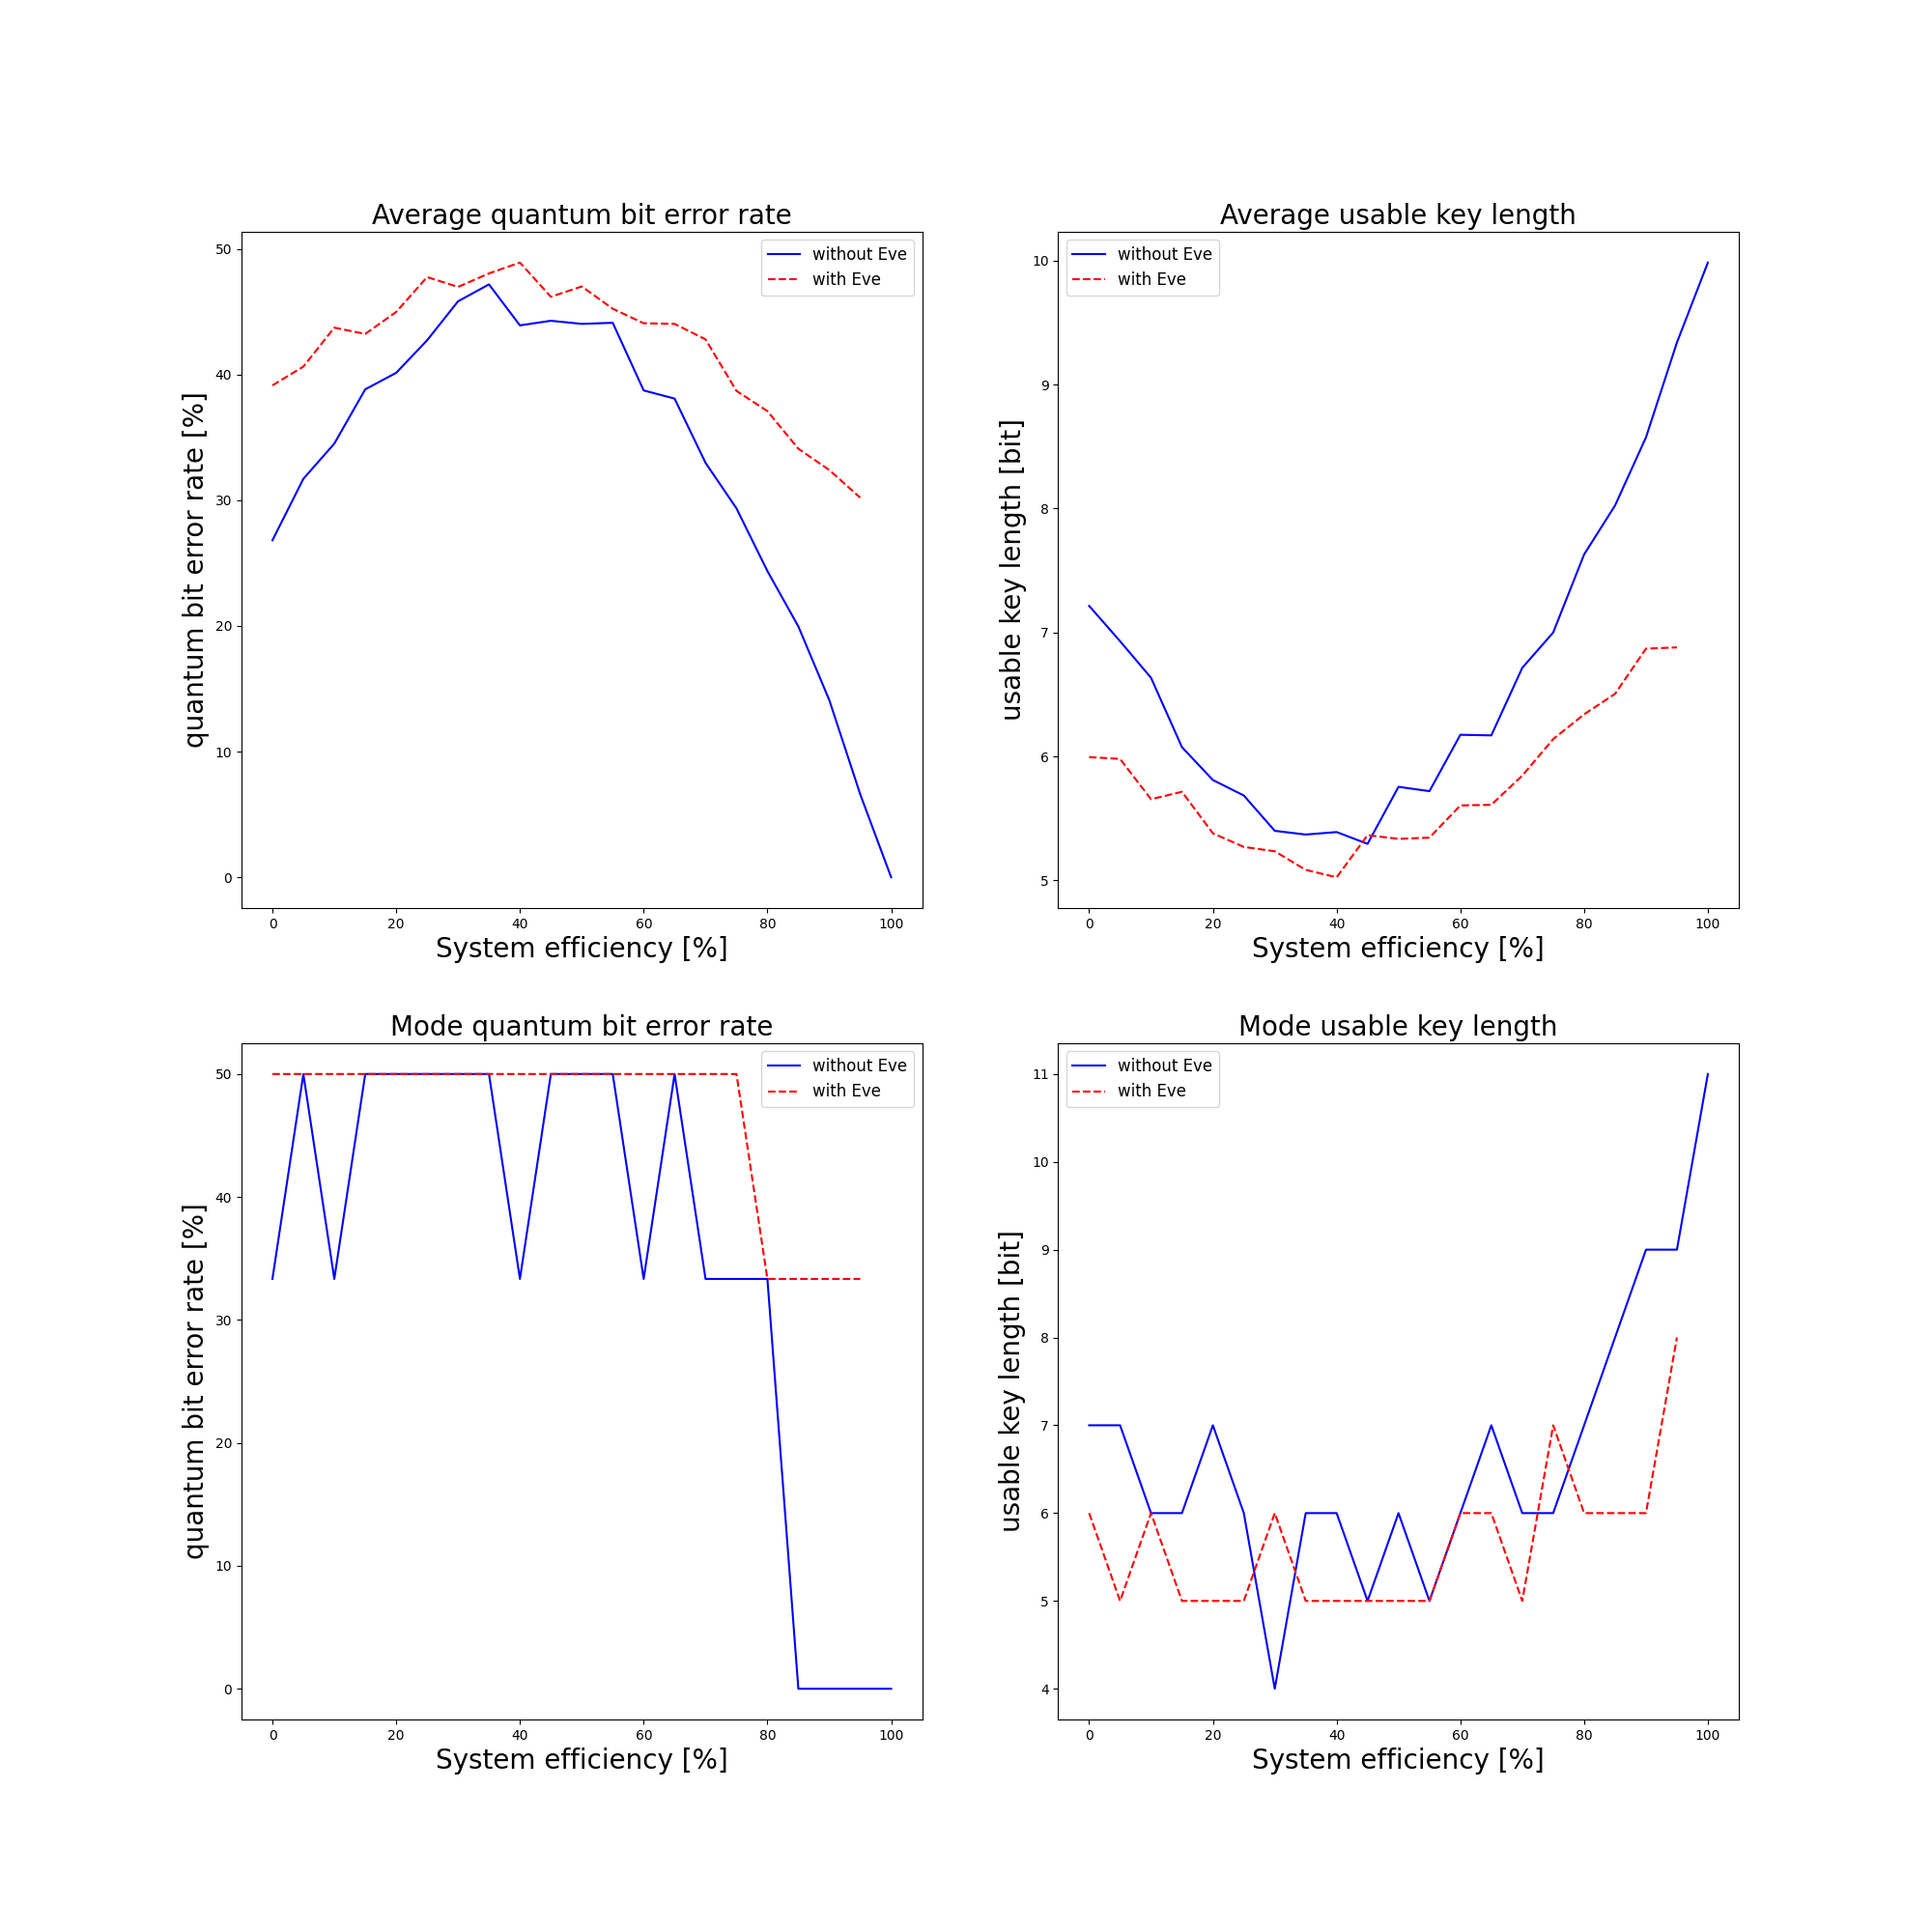 Average quantum bit error rate
without Eve
with Eve
50
40
30
20
10
0
quantum bit error rate [%]
0 20 40 60 80 100
System efficiency [%]
Average usable key length
without Eve
with Eve
10
9
8
7
6
5
usable key length [bit]
0 20 40 60 80 100
System efficiency [%]
Mode quantum bit error rate
without Eve
with Eve
50
40
30
20
10
0
quantum bit error rate [%]
0 20 40 60 80 100
System efficiency [%]
Mode usable key length
without Eve
with Eve
11
10
9
8
7
6
5
4
usable key length [bit]
0 20 40 60 80 100
System efficiency [%]